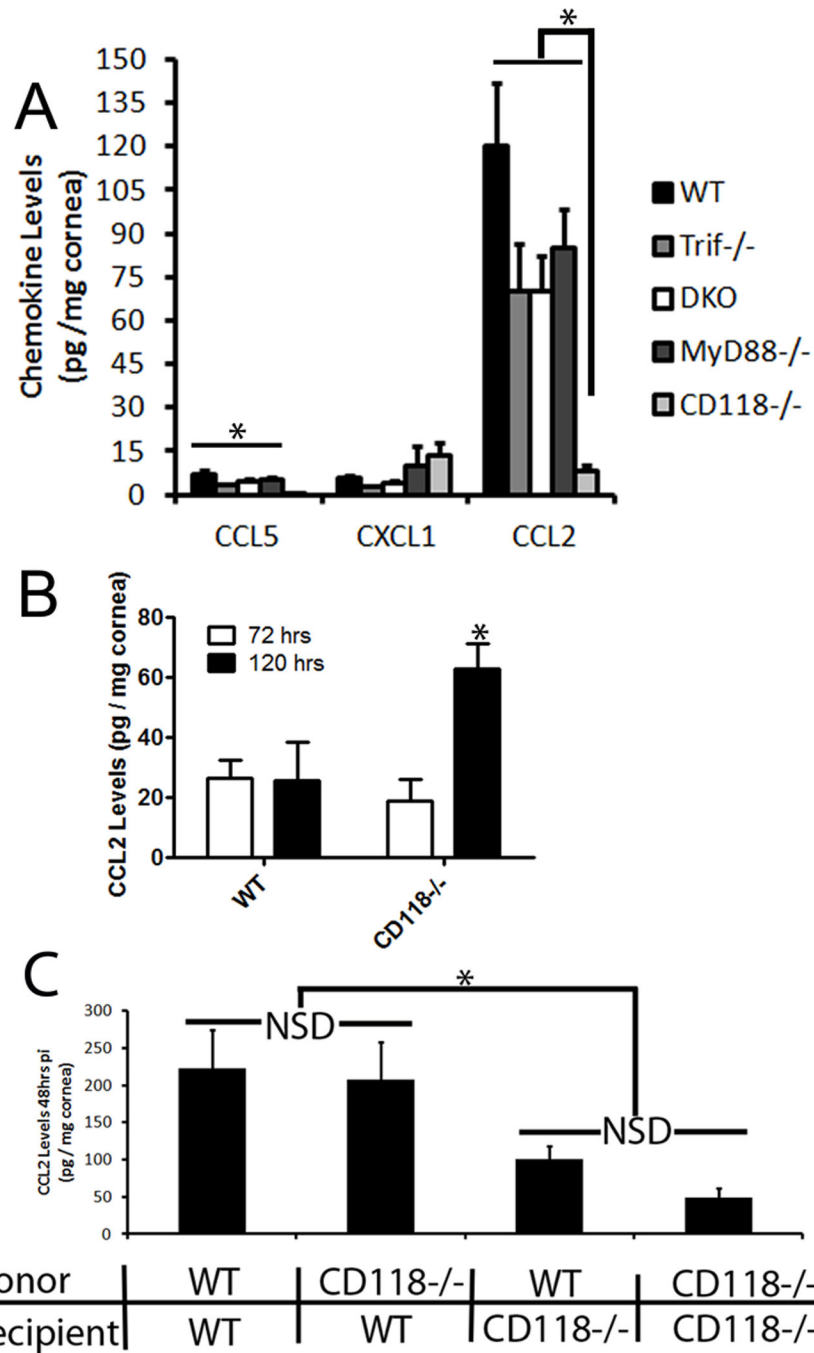 A
*
150
135
120
105
90
75
60
45
30
15
0
Chemokine Levels
(pg /mg cornea)
*
CCL5 CXCL1 CCL2
WT
Trif-/-
DKO
MyD88-/-
CD118-/-
B
80
60
40
20
0
CCL2 Levels (pg / mg cornea)
72 hrs
120 hrs
*
WT CD118-/-
C
*
300
250
200
150
100
50
0
CCL2 Levels 48hrs pi
(pg / mg cornea)
NSD
NSD
onor WT CD118-/- WT CD118-/-
ecipient WT WT CD118-/- CD118-/-